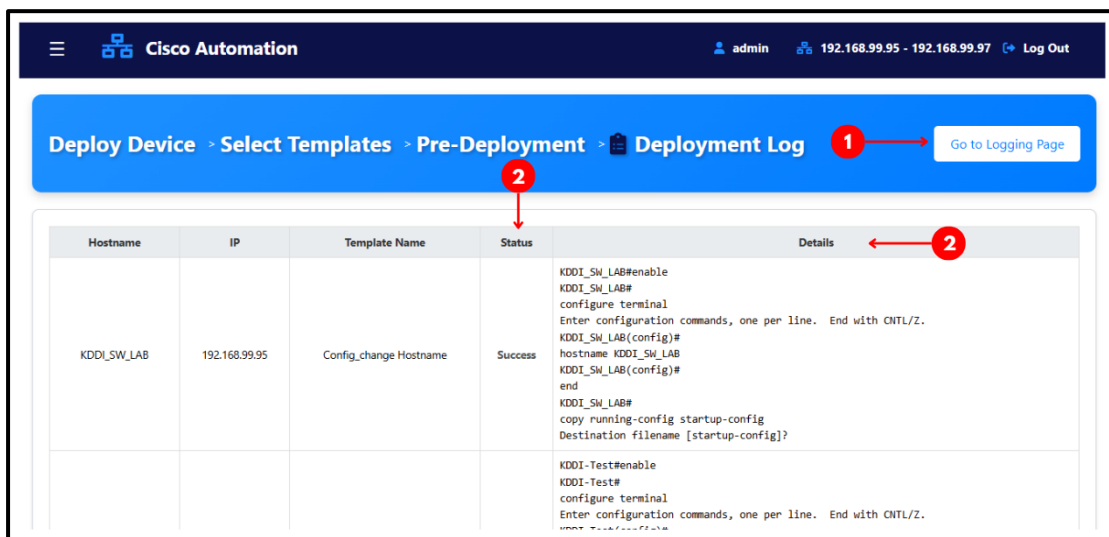 ☰ Cisco Automation admin 192.168.99.95 - 192.168.99.97 Log Out
Deploy Device > Select Templates > Pre-Deployment > Deployment Log 1 Go to Logging Page
2
Hostname IP Template Name Status Details 2
KDDI_SW_LAB#enable
KDDI_SW_LAB#
configure terminal
Enter configuration commands, one per line. End with CNTL/Z.
KDDI_SW_LAB(config)#
KDDI_SW_LAB 192.168.99.95 Config_change Hostname Success hostname KDDI_SW_LAB
KDDI_SW_LAB(config)#
end
KDDI_SW_LAB#
copy running-config startup-config
Destination filename [startup-config]?
KDDI-Test#enable
KDDI-Test#
configure terminal
Enter configuration commands, one per line. End with CNTL/Z.